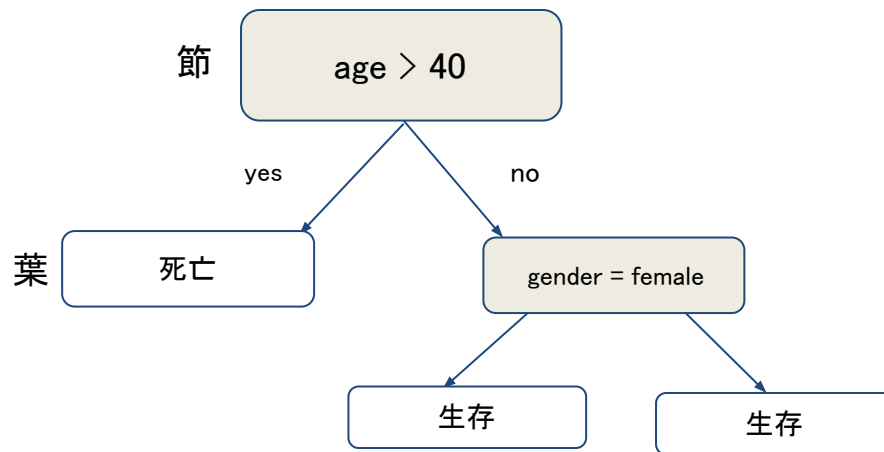 節
age > 40
yes
no
葉
死亡
gender = female
生存
生存